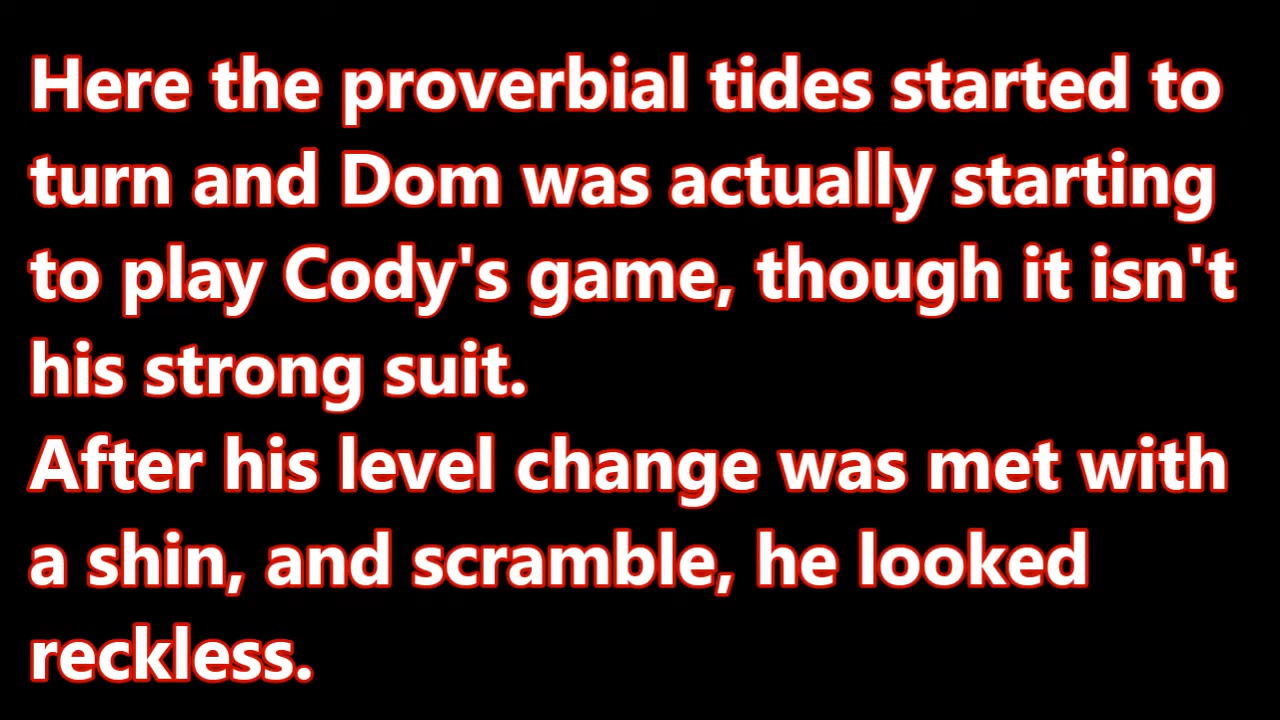 Here the proverbial tides started to
turn and Dom was actually starting
to play Cody's game, though it isn't
his strong suit.
After his level change was met with
a shin, and scramble, he looked
reckless.